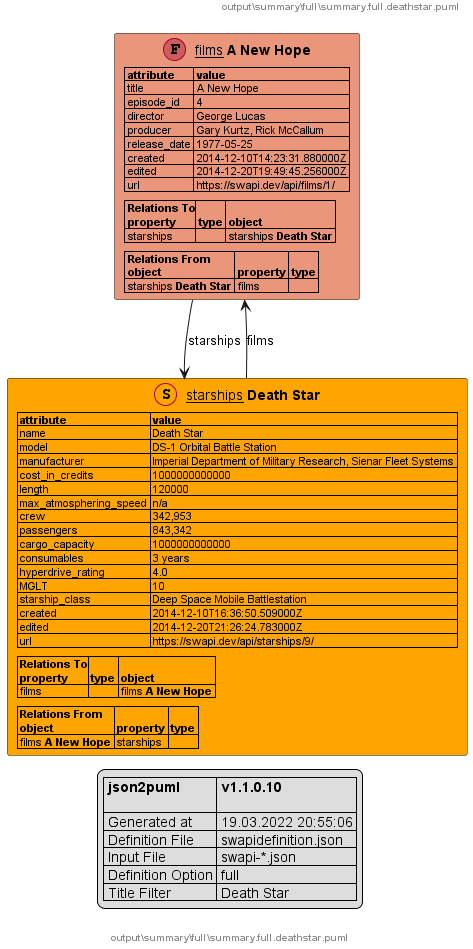 output\summary\full\summary.full.deathstar.puml
F films A New Hope
attribute value
title A New Hope
episode_id 4
director George Lucas
producer Gary Kurtz, Rick McCallum
release_date 1977-05-25
created 2014-12-10T14:23:31.880000Z
edited 2014-12-20T19:49:45.256000Z
url https://swapi.dev/api/films/1/
Relations To
property type object
starships starships Death Star
Relations From
object property type
starships Death Star films
starships films
S starships Death Star
attribute value
name Death Star
model DS-1 Orbital Battle Station
manufacturer Imperial Department of Military Research, Sienar Fleet Systems
cost_in_credits 1000000000000
length 120000
max_atmosphering_speed n/a
crew 342,953
passengers 843,342
cargo_capacity 1000000000000
consumables 3 years
hyperdrive_rating 4.0
MGLT 10
starship_class Deep Space Mobile Battlestation
created 2014-12-10T16:36:50.509000Z
edited 2014-12-20T21:26:24.783000Z
url https://swapi.dev/api/starships/9/
Relations To
property type object
films films A New Hope
Relations From
object property type
films A New Hope starships
json2puml v1.1.0.10
Generated at 19.03.2022 20:55:06
Definition File swapidefinition.json
Input File swapi-*.json
Definition Option full
Title Filter Death Star
output\summary\full\summary.full.deathstar.puml